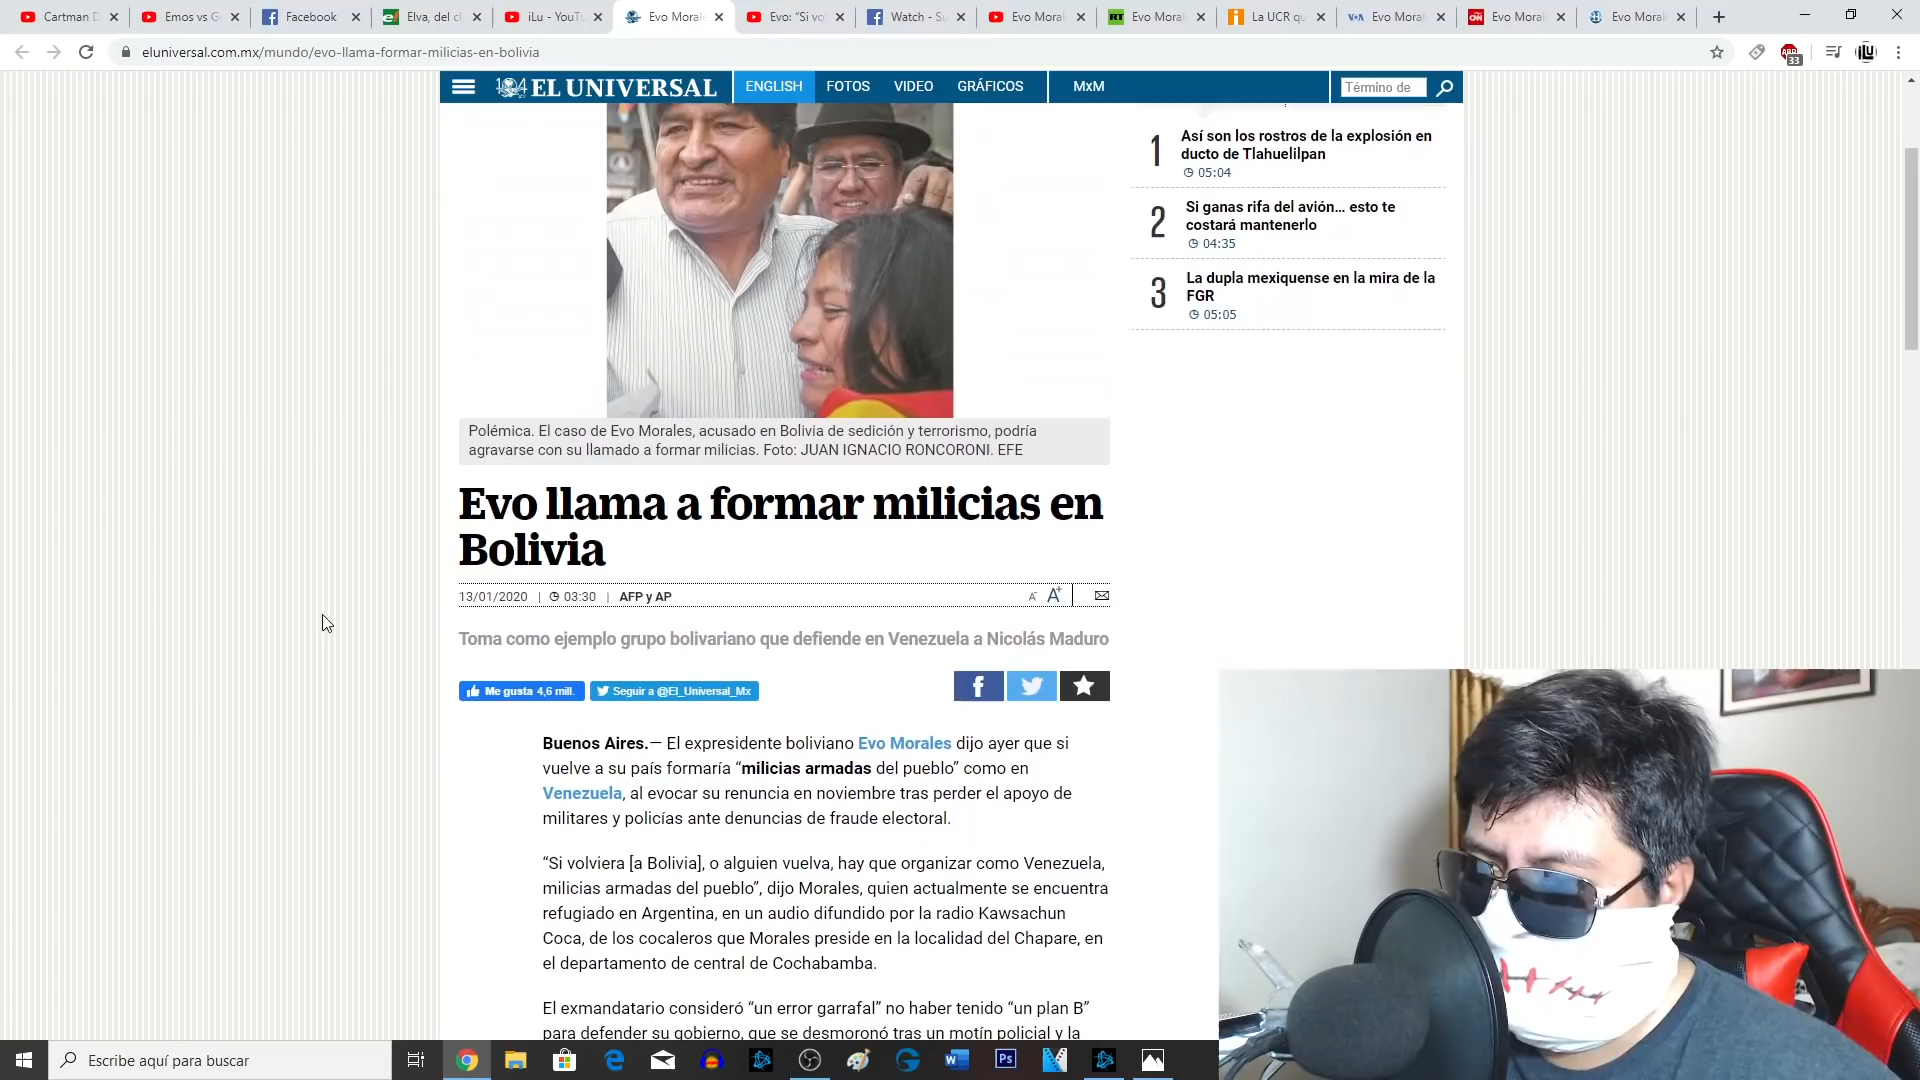 Cartman D
Emos vs G
Facebook
Elva, del cl
iLu - YouTu
Evo Morale
Evo: "Si vo
Watch - Su
Evo Moral
Evo Moral
La UCR qu
Evo Moral
Evo Moral
Evo Moral
eluniversal.com.mx/mundo/evo-llama-formar-milicias-en-bolivia
33
iLU
104 EL UNIVERSAL
ENGLISH
FOTOS
VIDEO
GRÁFICOS
MxM
Término de
1
Así son los rostros de la explosión en
ducto de Tlahuelilpan
05:04
2
Si ganas rifa del avión... esto te
costará mantenerlo
04:35
3
La dupla mexiquense en la mira de la
FGR
05:05
Polémica. El caso de Evo Morales, acusado en Bolivia de sedición y terrorismo, podría
agravarse con su llamado a formar milicias. Foto: JUAN IGNACIO RONCORONI. EFE
Evo llama a formar milicias en
Bolivia
13/01/2020 | 03:30 | AFP y AP
A- A+
Toma como ejemplo grupo bolivariano que defiende en Venezuela a Nicolás Maduro
Me gusta 4,6 mill.
Seguir a @El_Universal_Mx
Buenos Aires.— El expresidente boliviano Evo Morales dijo ayer que si
vuelve a su país formaría “milicias armadas del pueblo” como en
Venezuela, al evocar su renuncia en noviembre tras perder el apoyo de
militares y policías ante denuncias de fraude electoral.
“Si volviera [a Bolivia], o alguien vuelva, hay que organizar como Venezuela,
milicias armadas del pueblo”, dijo Morales, quien actualmente se encuentra
refugiado en Argentina, en un audio difundido por la radio Kawsachun
Coca, de los cocaleros que Morales preside en la localidad del Chapare, en
el departamento de central de Cochabamba.
El exmandatario consideró “un error garrafal” no haber tenido “un plan B”
para defender su gobierno, que se desmoronó tras un motín policial y la
Escribe aquí para buscar